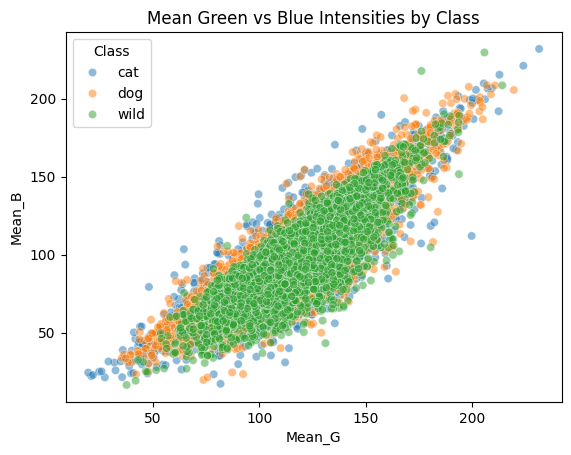 Mean Green vs Blue Intensities by Class
Class
cat
dog
wild
200
150
100
50
Mean_B
50 100 150 200
Mean_G